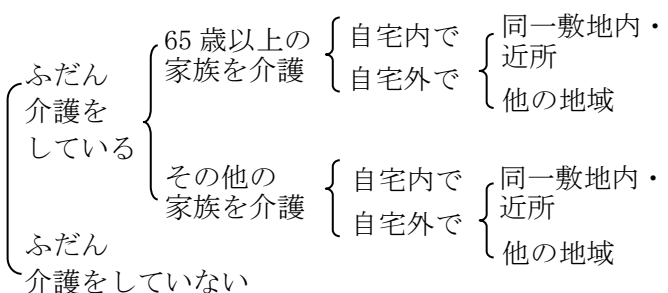 ふだん
介護を
している
65 歳以上の
家族を介護
自宅内で
自宅外で
同一敷地内・
近所
他の地域
その他の
家族を介護
自宅内で
自宅外で
同一敷地内・
近所
他の地域
ふだん
介護をしていない